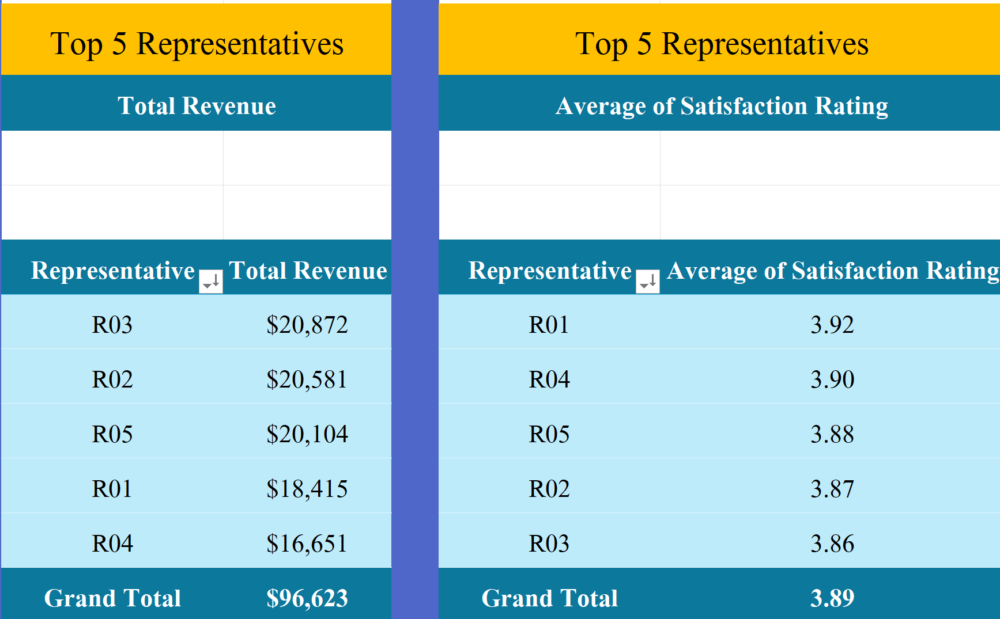 Top 5 Representatives
Total Revenue
Representative Total Revenue
R03 $20,872
R02 $20,581
R05 $20,104
R01 $18,415
R04 $16,651
Grand Total $96,623
Top 5 Representatives
Average of Satisfaction Rating
Representative Average of Satisfaction Rating
R01 3.92
R04 3.90
R05 3.88
R02 3.87
R03 3.86
Grand Total 3.89